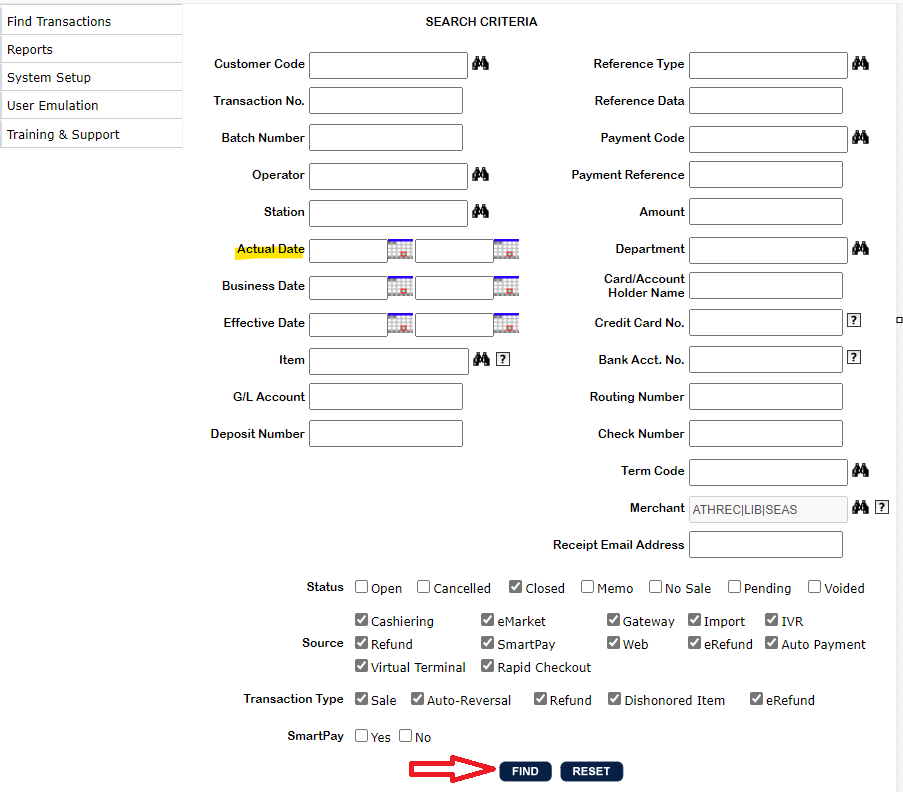 Find Transactions
Reports
System Setup
User Emulation
Training & Support
SEARCH CRITERIA
Customer Code
Reference Type
Transaction No.
Reference Data
Batch Number
Payment Code
Operator
Payment Reference
Station
Amount
Actual Date
Department
Business Date
Card/Account
Holder Name
Effective Date
Credit Card No. ?
Item ?
Bank Acct. No. ?
G/L Account
Routing Number
Deposit Number
Check Number
Term Code
Merchant ATHREC|LIB|SEAS ?
Receipt Email Address
Status Open Cancelled Closed Memo No Sale Pending Voided
Cashiering eMarket Gateway Import IVR
Source Refund SmartPay Web eRefund Auto Payment
Virtual Terminal Rapid Checkout
Transaction Type Sale Auto-Reversal Refund Dishonored Item eRefund
SmartPay Yes No
FIND RESET